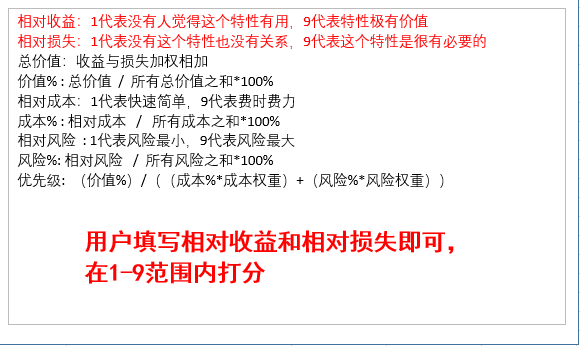 相对收益：1代表没有人觉得这个特性有用，9代表特性极有价值
相对损失：1代表没有这个特性也没有关系，9代表这个特性是很有必要的
总价值：收益与损失加权相加
价值%：总价值 / 所有总价值之和*100%
相对成本：1代表快速简单，9代表费时费力
成本%：相对成本 / 所有成本之和*100%
相对风险：1代表风险最小，9代表风险最大
风险%: 相对风险 / 所有风险之和*100%
优先级: （价值%）/（（成本%*成本权重）+（风险%*风险权重））
用户填写相对收益和相对损失即可，
在1-9范围内打分